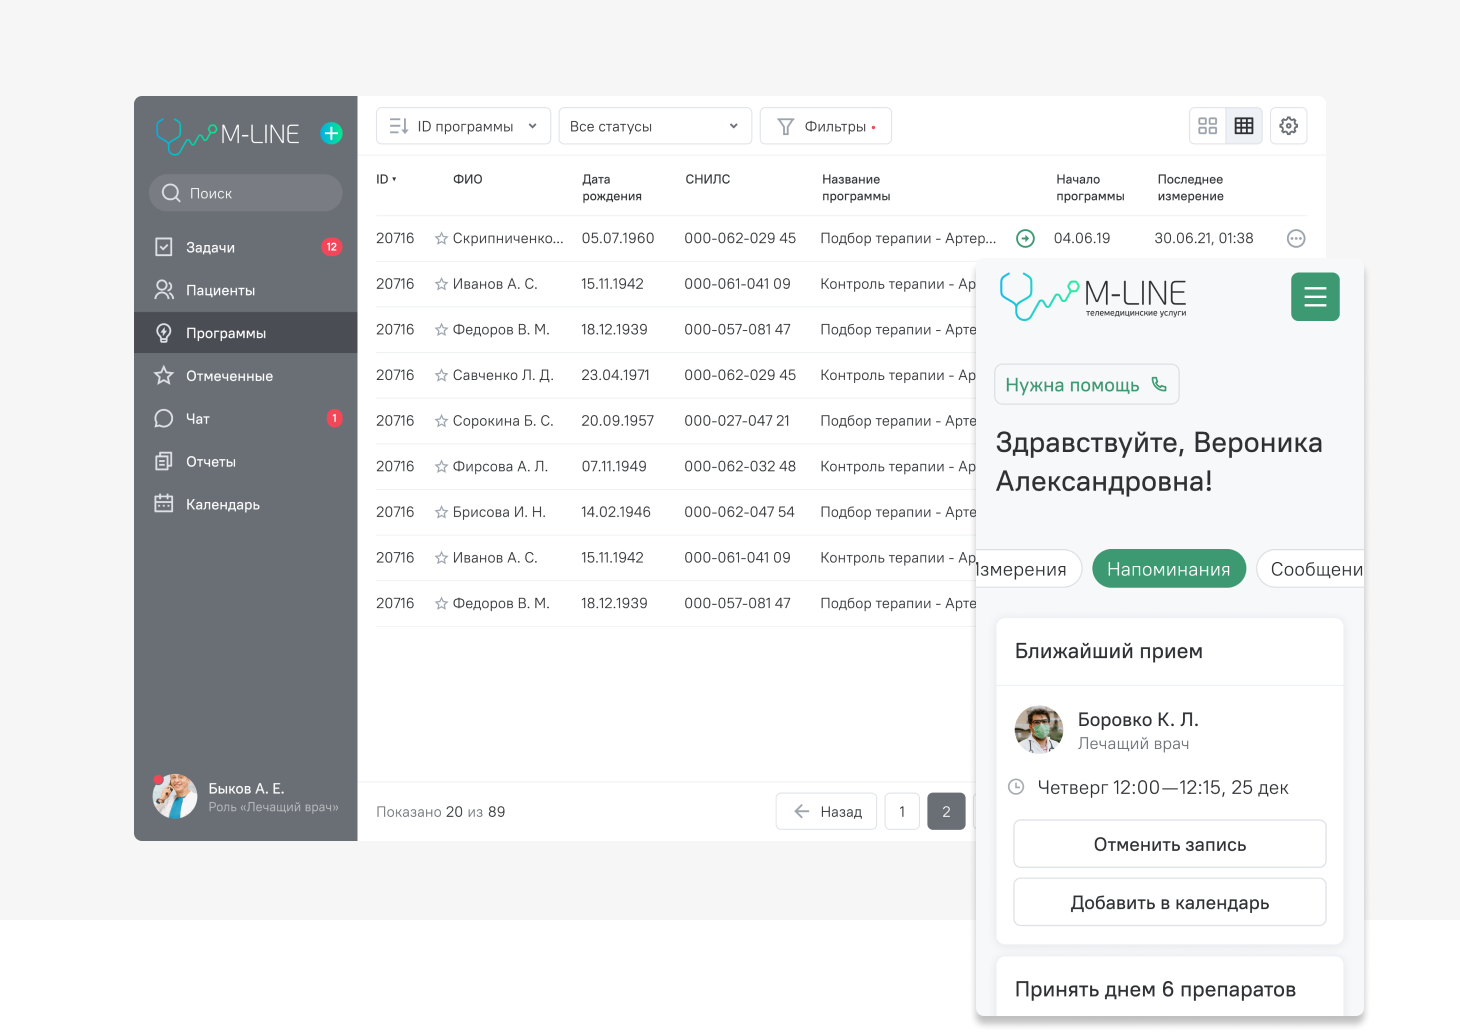 M-LINE
Поиск
Задачи 12
Пациенты
Программы
Отмеченные
Чат 1
Отчеты
Календарь
Быков А. Е.
Роль «Лечащий врач»
ID программы Все статусы Фильтры
ID ФИО Дата рождения СНИЛС Название программы Начало программы Последнее измерение
20716 Скрипниченко... 05.07.1960 000-062-029 45 Подбор терапии - Артер... 04.06.19 30.06.21, 01:38
20716 Иванов А. С. 15.11.1942 000-061-041 09 Контроль терапии - Ар
20716 Федоров В. М. 18.12.1939 000-057-081 47 Подбор терапии - Арте
20716 Савченко Л. Д. 23.04.1971 000-062-029 45 Контроль терапии - Ар
20716 Сорокина Б. С. 20.09.1957 000-027-047 21 Подбор терапии - Арте
20716 Фирсова А. Л. 07.11.1949 000-062-032 48 Контроль терапии - Ар
20716 Брисова И. Н. 14.02.1946 000-062-047 54 Подбор терапии - Арте
20716 Иванов А. С. 15.11.1942 000-061-041 09 Контроль терапии - Ар
20716 Федоров В. М. 18.12.1939 000-057-081 47 Подбор терапии - Арте
Показано 20 из 89 Назад 1 2
M-LINE
телемедицинские услуги
Нужна помощь
Здравствуйте, Вероника
Александровна!
Измерения Напоминания Сообщени
Ближайший прием
Боровко К. Л.
Лечащий врач
Четверг 12:00—12:15, 25 дек
Отменить запись
Добавить в календарь
Принять днем 6 препаратов